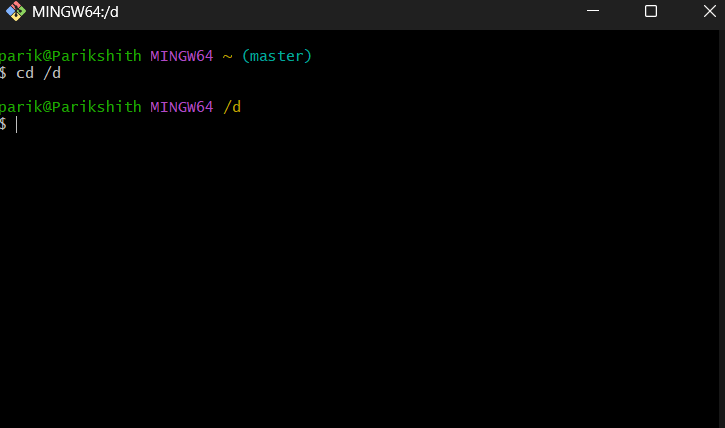 MINGW64:/d
parik@Parikshith MINGW64 ~ (master)
$ cd /d
parik@Parikshith MINGW64 /d
$